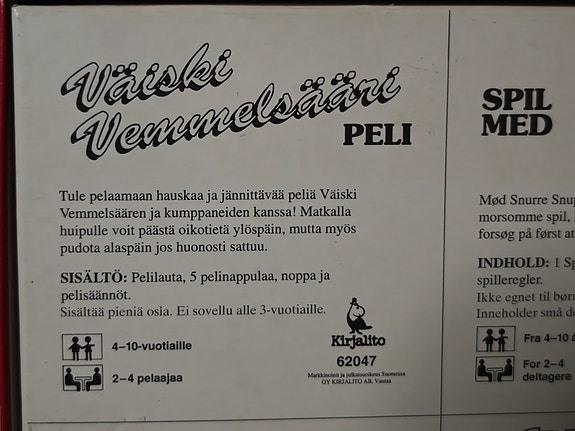 Väiski
Vemmelsääri
PELI
Tule pelaamaan hauskaa ja jännittävää peliä Väiski
Vemmelsäären ja kumppaneiden kanssa! Matkalla
huipulle voit päästä oikotietä ylöspäin, mutta myös
pudota alaspäin jos huonosti sattuu.
SISÄLTÖ: Pelilauta, 5 pelinappulaa, noppa ja
pelisäännöt.
Sisältää pieniä osia. Ei sovellu alle 3-vuotiaille.
4–10-vuotiaille
2–4 pelaajaa
Kirjalito
62047
Markkinointi ja julkaisuoikeus Suomessa
OY KIRJALITO AB, Vantaa
SPIL
MED
Mød Snurre
morsomme spil,
forsøg på først at
INDHOLD: 1
spilleregler.
Ikke egnet til
Inneholder små
Fra 4–10
For 2–4
deltagere